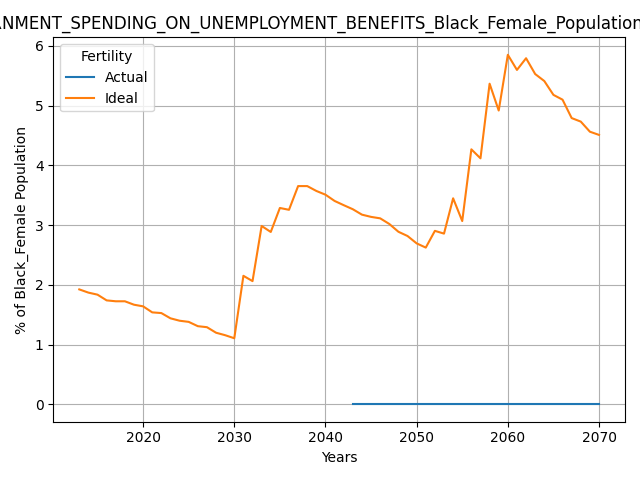 ANMENT_SPENDING_ON_UNEMPLOYMENT_BENEFITS_Black_Female_Population
Fertility
Actual
Ideal
% of Black_Female Population
0
1
2
3
4
5
6
2020
2030
2040
2050
2060
2070
Years